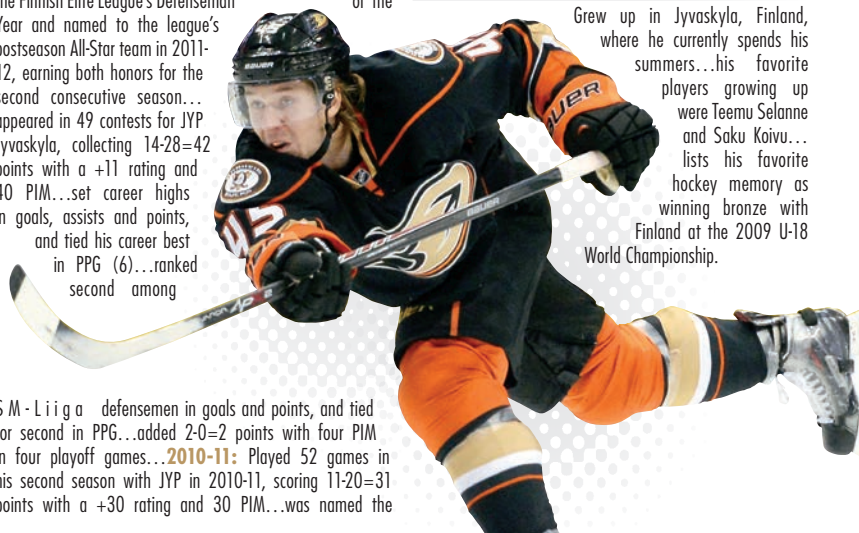 the Finnish Elite League's Defenseman of the
Year and named to the league's
postseason All-Star team in 2011-
12, earning both honors for the
second consecutive season…
appeared in 49 contests for JYP
Jyvaskyla, collecting 14-28=42
points with a +11 rating and
40 PIM…set career highs
in goals, assists and points,
and tied his career best
in PPG (6)…ranked
second among
SM-Liiga defensemen in goals and points, and tied
for second in PPG…added 2-0=2 points with four PIM
in four playoff games…2010-11: Played 52 games in
his second season with JYP in 2010-11, scoring 11-20=31
points with a +30 rating and 30 PIM…was named the
Grew up in Jyvaskyla, Finland,
where he currently spends his
summers…his favorite
players growing up
were Teemu Selanne
and Saku Koivu…
lists his favorite
hockey memory as
winning bronze with
Finland at the 2009 U-18
World Championship.
BAUER
45
BAUER
45
BAUER